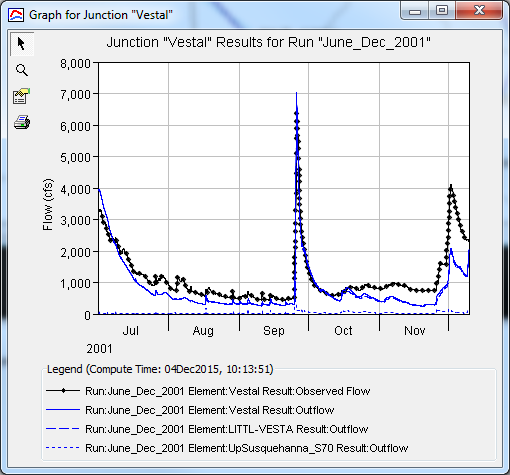 Graph for Junction "Vestal"
Junction "Vestal" Results for Run "June_Dec_2001"
8,000
7,000
6,000
5,000
4,000
3,000
2,000
1,000
0
Flow (cfs)
Jul Aug Sep Oct Nov
2001
Legend (Compute Time: 04Dec2015, 10:13:51)
Run:June_Dec_2001 Element:Vestal Result:Observed Flow
Run:June_Dec_2001 Element:Vestal Result:Outflow
Run:June_Dec_2001 Element:LITTL-VESTA Result:Outflow
Run:June_Dec_2001 Element:UpSusquehanna_S70 Result:Outflow